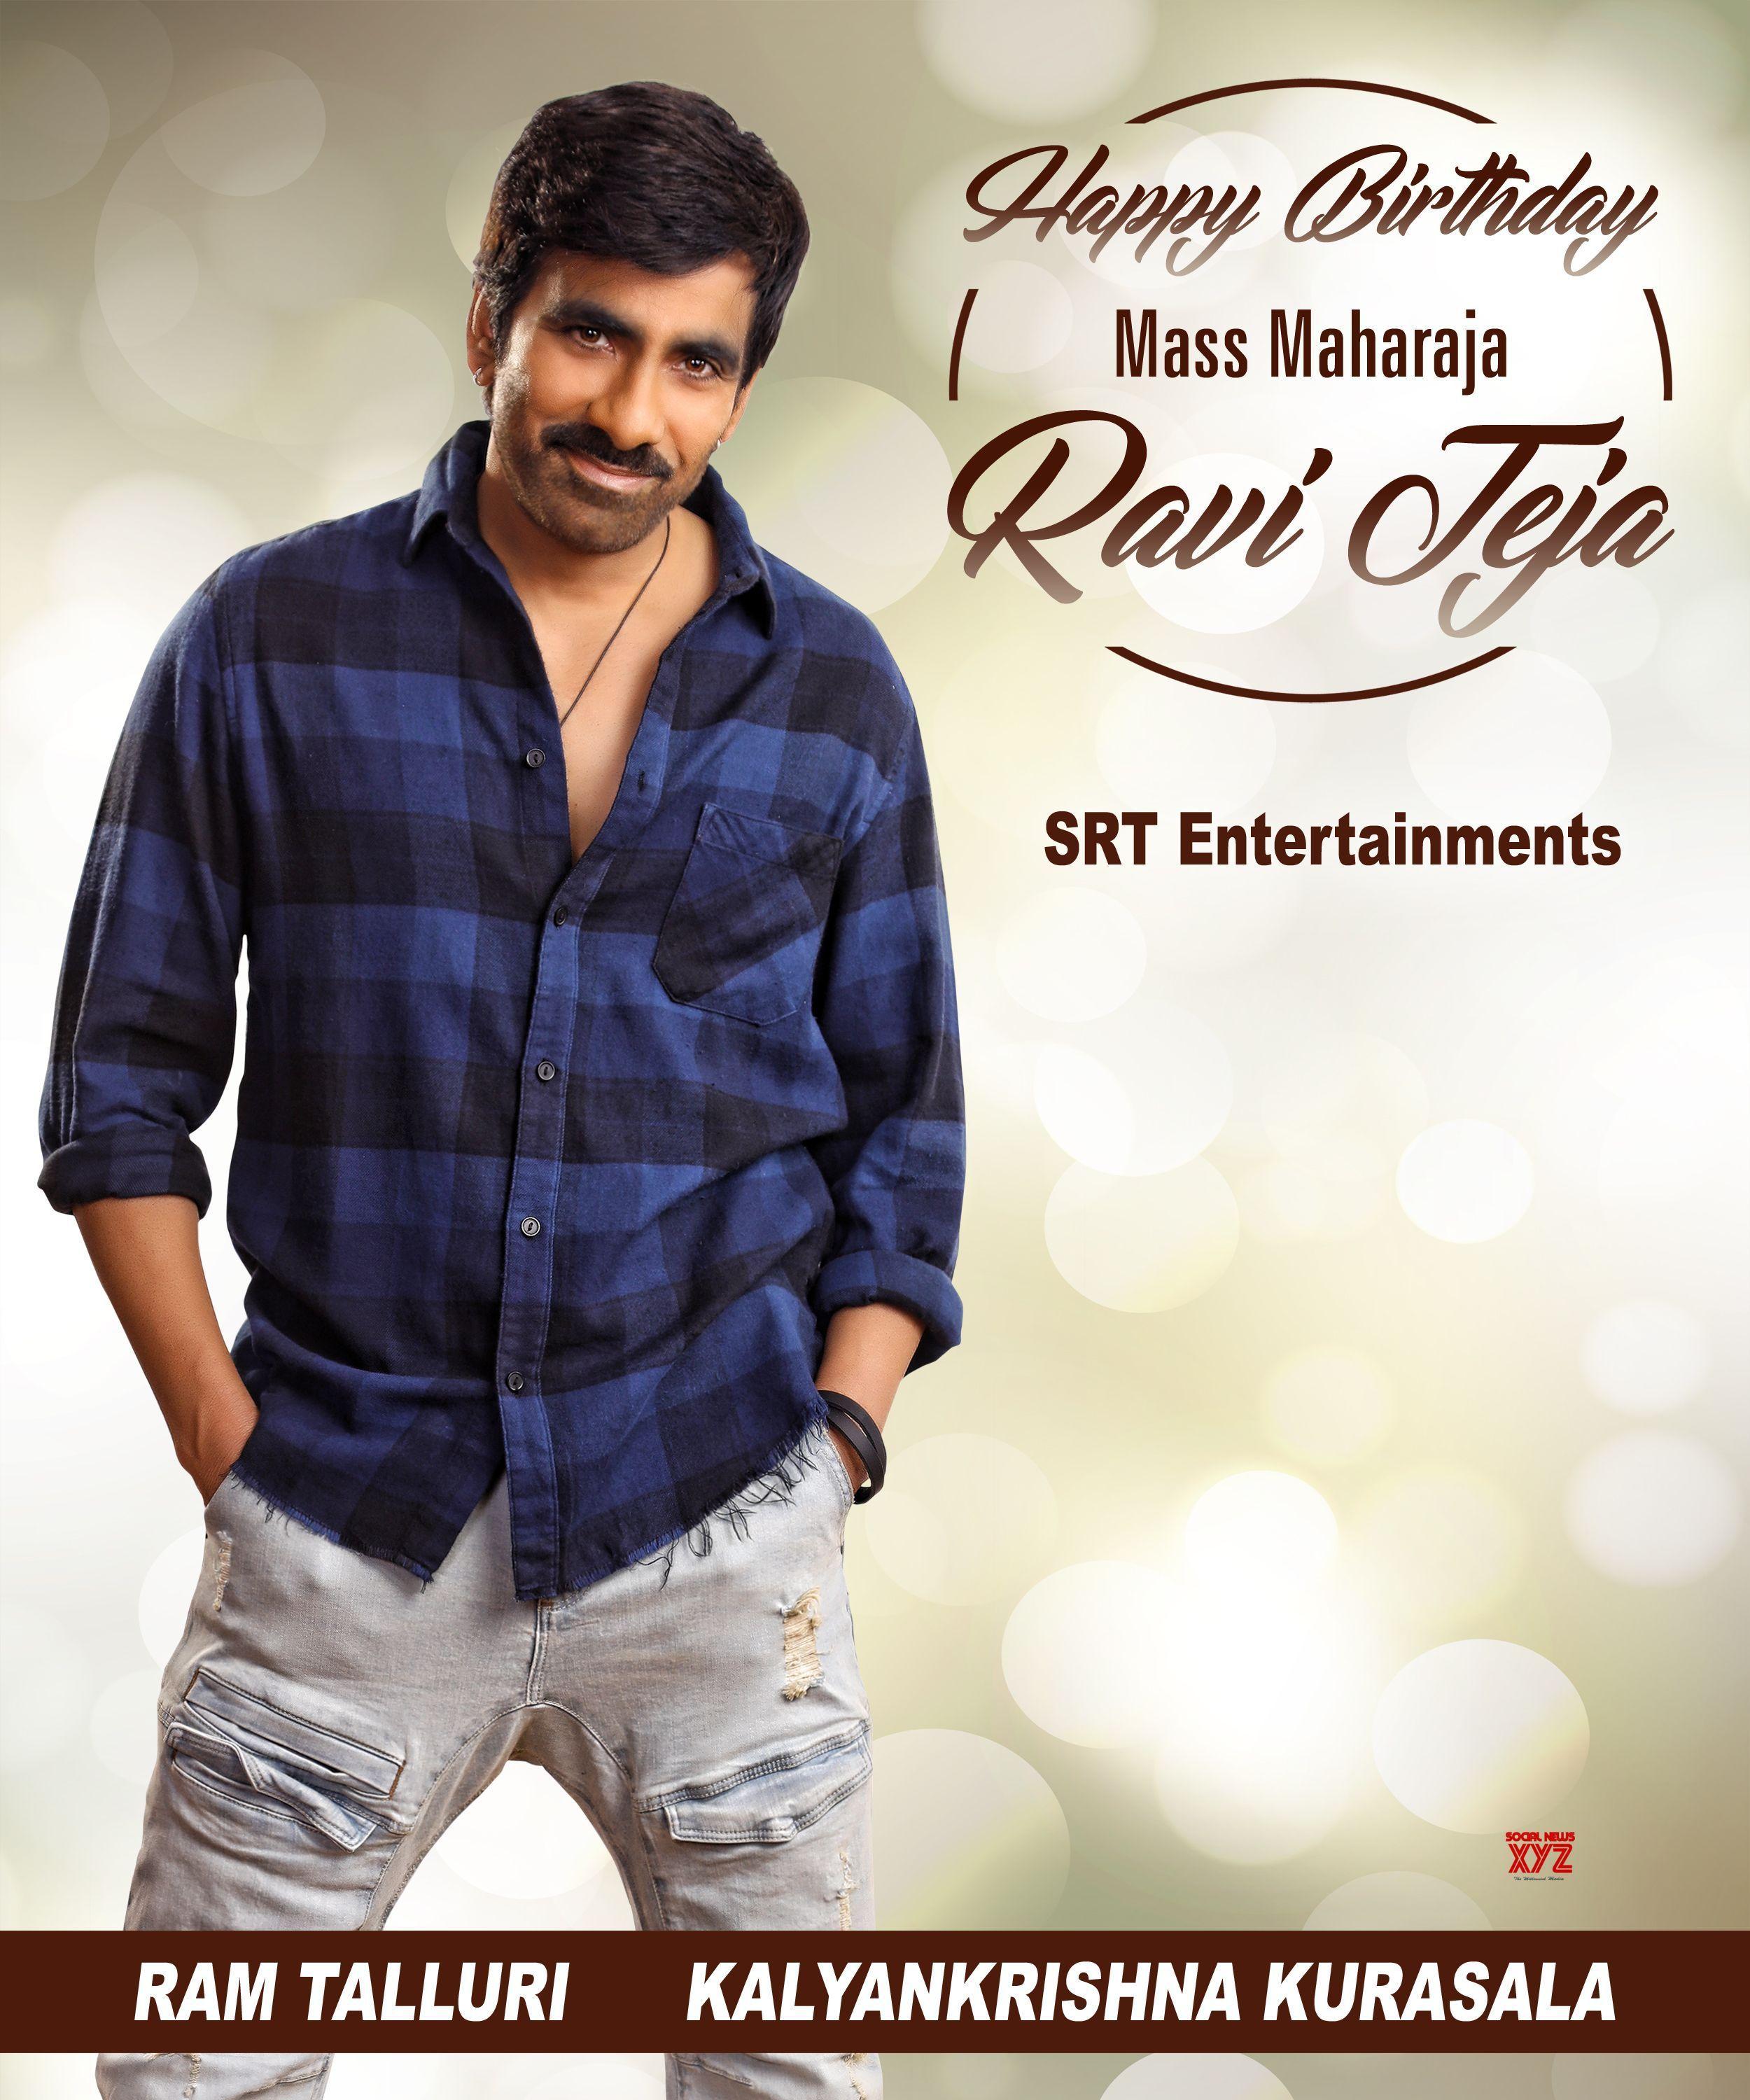 Happy Birthday
Mass Maharaja
Ravi Teja
SRT Entertainments
SOCIAL NEWS
XYZ
RAM TALLURI KALYANKRISHNA KURASALA